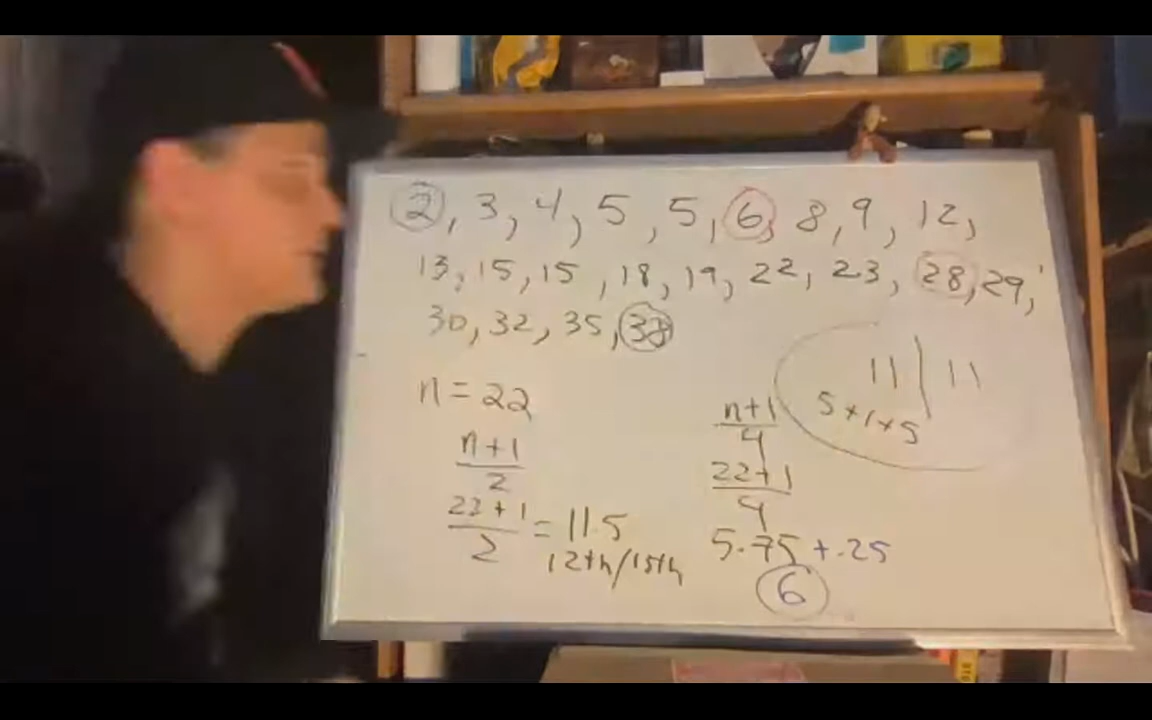 2, 3, 4, 5, 5, 6, 8, 9, 12,
13, 15, 15, 18, 19, 22, 23, 28, 29,
30, 32, 35, 38
n = 22
n+1
2
22+1
2
= 11.5
12th/13th
n+1
4
22+1
4
5.75 + .25
6
11 | 11
5 + 1 + 5